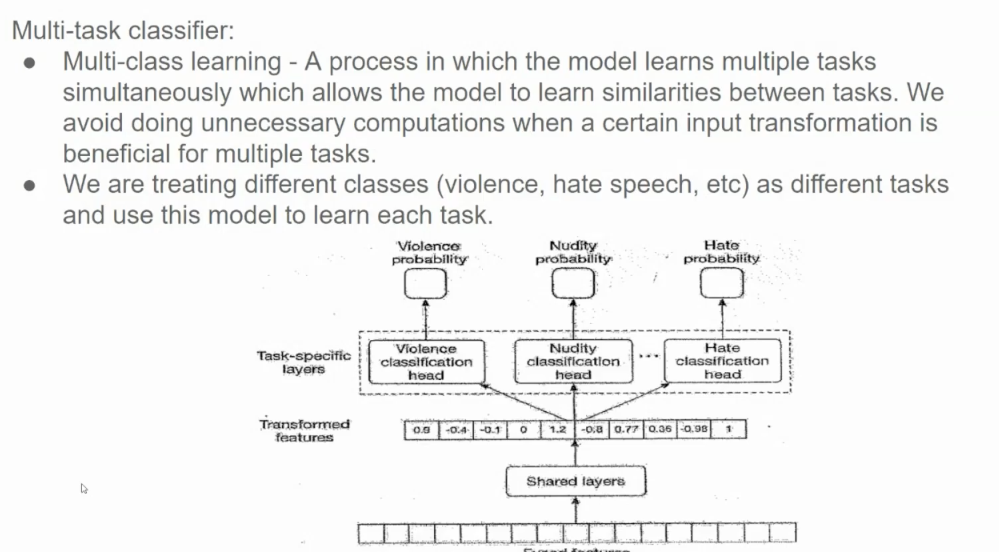 Multi-task classifier:
● Multi-class learning - A process in which the model learns multiple tasks
simultaneously which allows the model to learn similarities between tasks. We
avoid doing unnecessary computations when a certain input transformation is
beneficial for multiple tasks.
● We are treating different classes (violence, hate speech, etc) as different tasks
and use this model to learn each task.
Violence Nudity Hate
probability probability probability
Violence Nudity Hate
Task-specific classification classification ... classification
layers head head head
Transformed
features
0.9 -0.4 -0.1 0 1.2 -0.8 0.77 0.36 -0.98 1
Shared layers